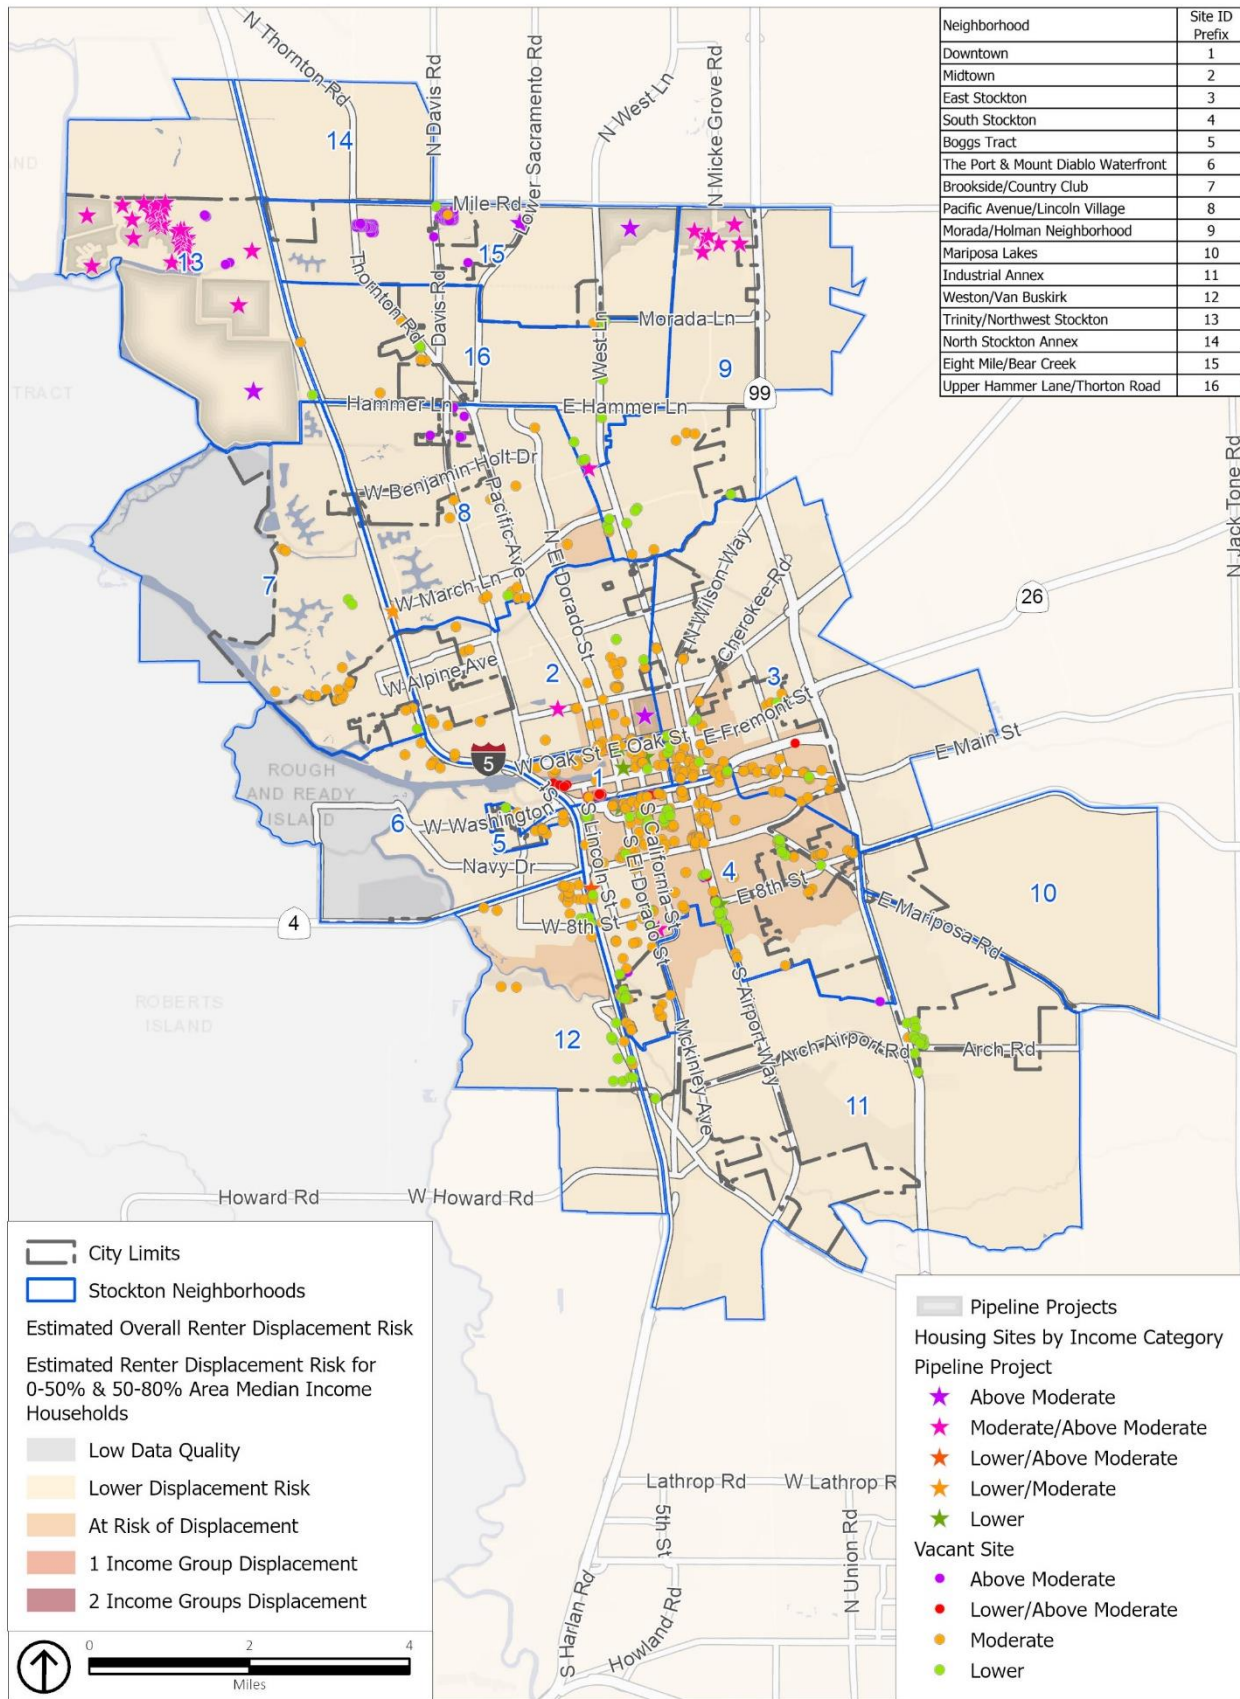 Neighborhood
Site ID
Prefix
Downtown 1
Midtown 2
East Stockton 3
South Stockton 4
Boggs Tract 5
The Port & Mount Diablo Waterfront 6
Brookside/Country Club 7
Pacific Avenue/Lincoln Village 8
Morada/Holman Neighborhood 9
Mariposa Lakes 10
Industrial Annex 11
Weston/Van Buskirk 12
Trinity/Northwest Stockton 13
North Stockton Annex 14
Eight Mile/Bear Creek 15
Upper Hammer Lane/Thorton Road 16
N Thornton Rd
N Davis Rd
Lower Sacramento Rd
N West Ln
N Micke Grove Rd
14
ND
Mile Rd
13
15
Thornton Rd
Davis Rd
16
West Ln
Morada Ln
9
99
TRACT
Hammer Ln
E Hammer Ln
N Jack Tone Rd
W Benjamin Holt Dr
8
Pacific Ave
N El Dorado St
N Wilson Way
Cherokee Rd
7
W March Ln
26
2
3
W Alpine Ave
E Fremont St
W Oak St
E Oak St
E Main St
5
1
ROUGH
AND READY
ISLAND
6
W Washington St
5
S Lincoln St
S California St
S El Dorado St
Navy Dr
4
E 8th St
10
4
W 8th St
E Mariposa Rd
ROBERTS
ISLAND
12
S Airport Way
Mckinley Ave
Arch Airport Rd
Arch Rd
11
Howard Rd
W Howard Rd
City Limits
Stockton Neighborhoods
Estimated Overall Renter Displacement Risk
Estimated Renter Displacement Risk for
0-50% & 50-80% Area Median Income
Households
Low Data Quality
Lower Displacement Risk
At Risk of Displacement
1 Income Group Displacement
2 Income Groups Displacement
0 2 4
Miles
Lathrop Rd
W Lathrop R
5th St
N Union Rd
S Harlan Rd
Howland Rd
Pipeline Projects
Housing Sites by Income Category
Pipeline Project
Above Moderate
Moderate/Above Moderate
Lower/Above Moderate
Lower/Moderate
Lower
Vacant Site
Above Moderate
Lower/Above Moderate
Moderate
Lower